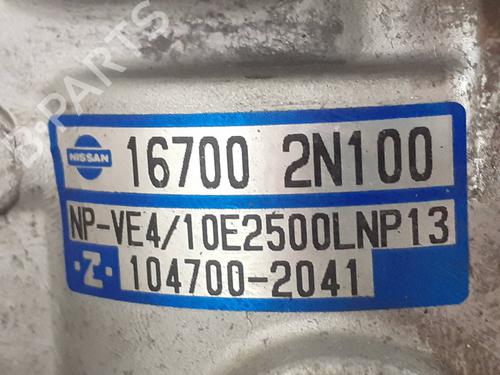 B-PARTS
NISSAN 16700 2N100
NP-VE4/10E2500LNP13
·Z· 104700-2041